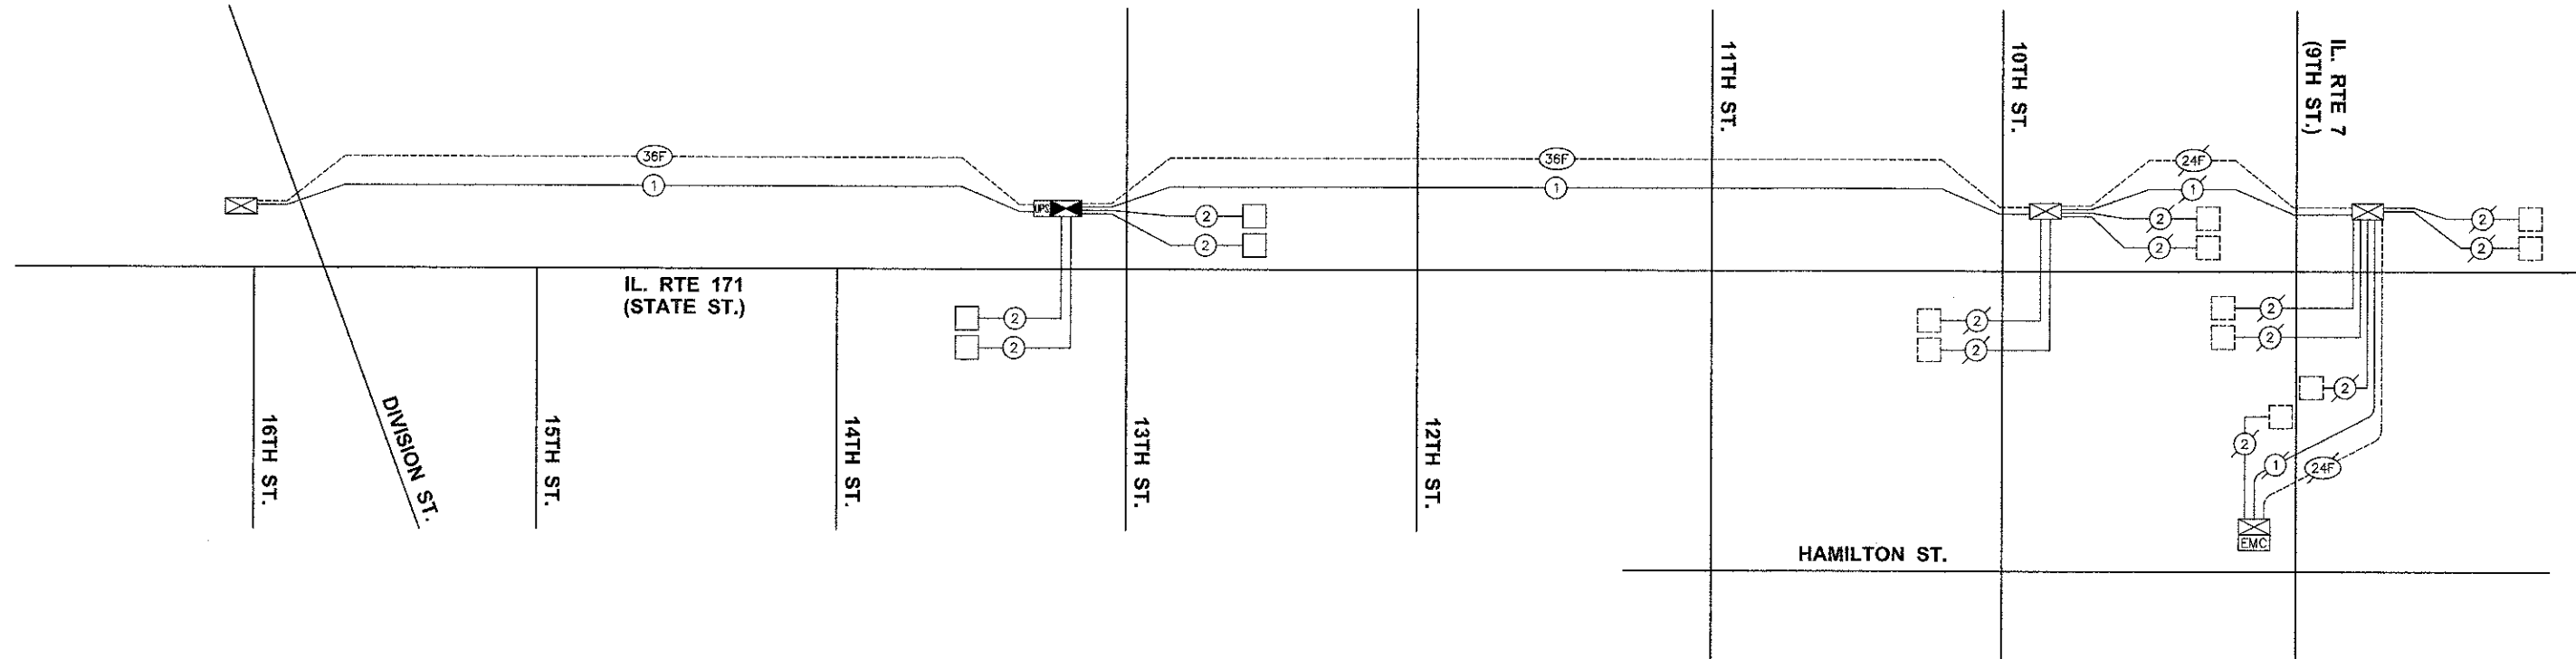 11TH ST.
10TH ST.
IL. RTE 7
(9TH ST.)
36F
1
36F
1
24F
1
UPS
2
2
2
2
2
2
IL. RTE 171
(STATE ST.)
2
2
2
2
2
2
2
2
1
24F
16TH ST.
DIVISION ST.
15TH ST.
14TH ST.
13TH ST.
12TH ST.
EMC
HAMILTON ST.